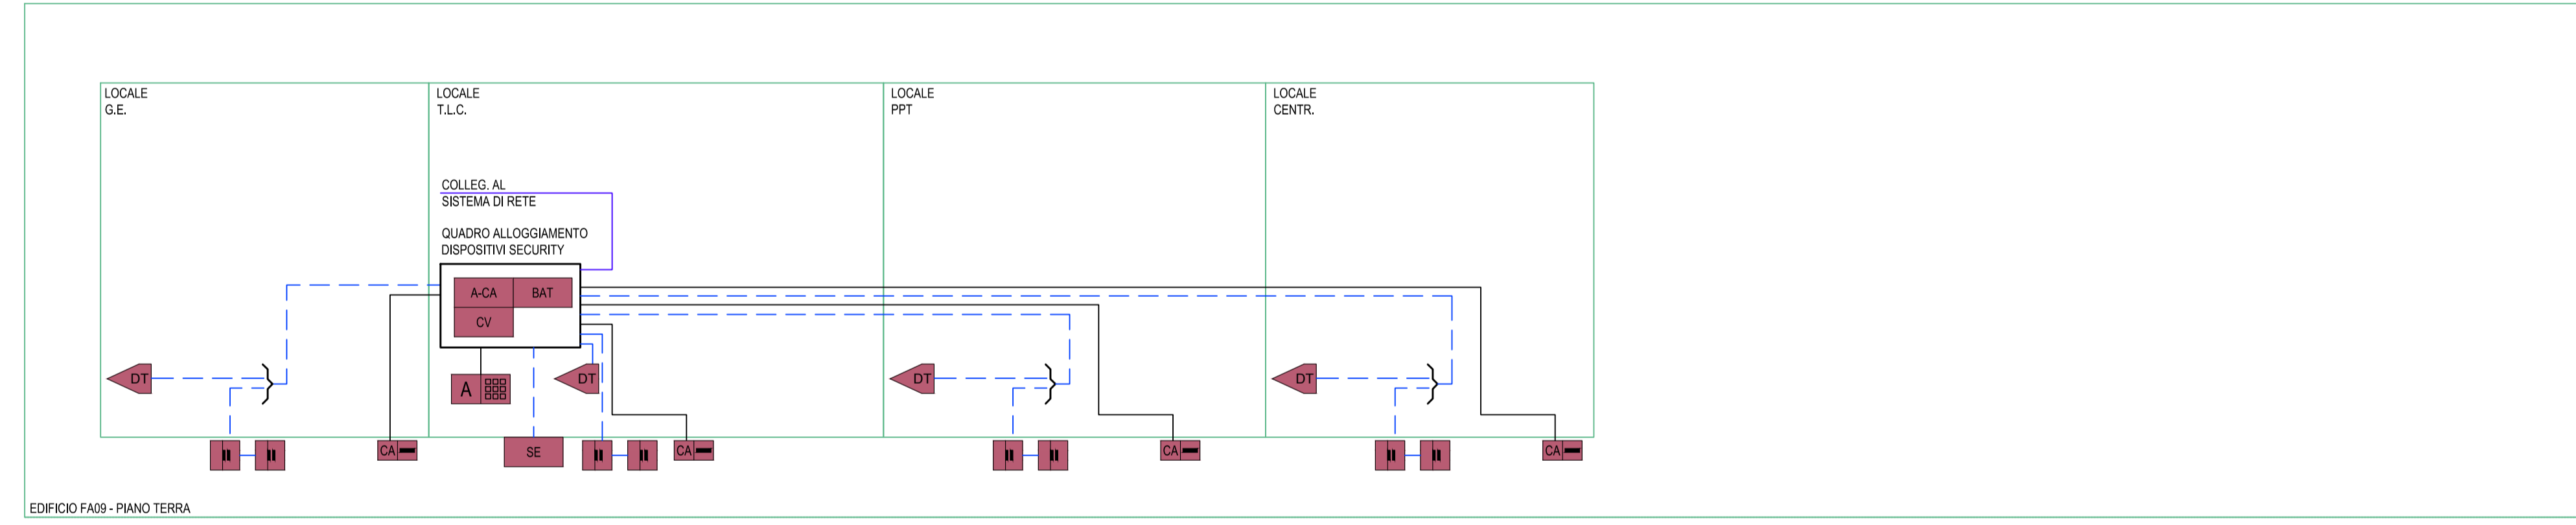 LOCALE
G.E.
LOCALE
T.L.C.
LOCALE
PPT
LOCALE
CENTR.
COLLEG. AL
SISTEMA DI RETE
QUADRO ALLOGGIAMENTO
DISPOSITIVI SECURITY
A-CA
BAT
CV
DT
A
DT
DT
DT
CA
SE
CA
CA
CA
EDIFICIO FA09 - PIANO TERRA